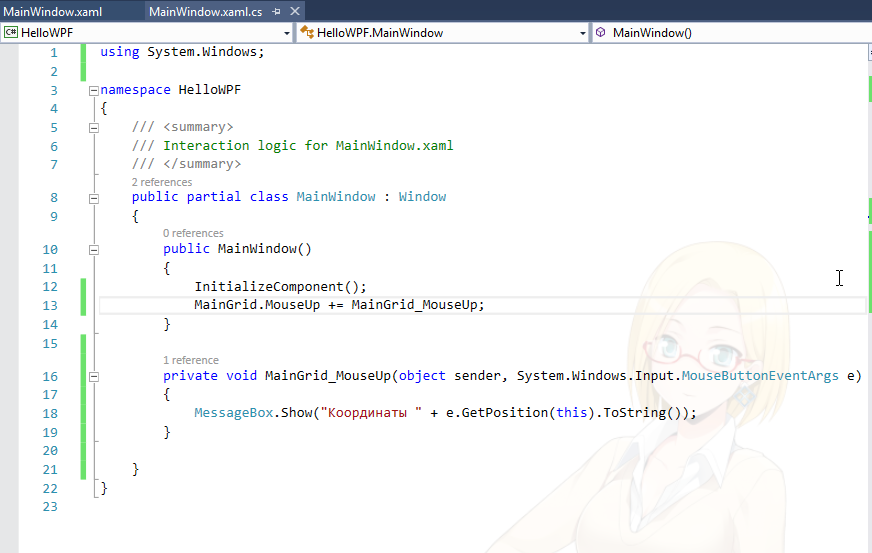 MainWindow.xaml MainWindow.xaml.cs
C# HelloWPF HelloWPF.MainWindow MainWindow()
1 using System.Windows;
2
3 namespace HelloWPF
4 {
5 /// <summary>
6 /// Interaction logic for MainWindow.xaml
7 /// </summary>
2 references
8 public partial class MainWindow : Window
9 {
0 references
10 public MainWindow()
11 {
12 InitializeComponent();
13 MainGrid.MouseUp += MainGrid_MouseUp;
14 }
15
1 reference
16 private void MainGrid_MouseUp(object sender, System.Windows.Input.MouseButtonEventArgs e)
17 {
18 MessageBox.Show("Координаты " + e.GetPosition(this).ToString());
19 }
20
21 }
22 }
23